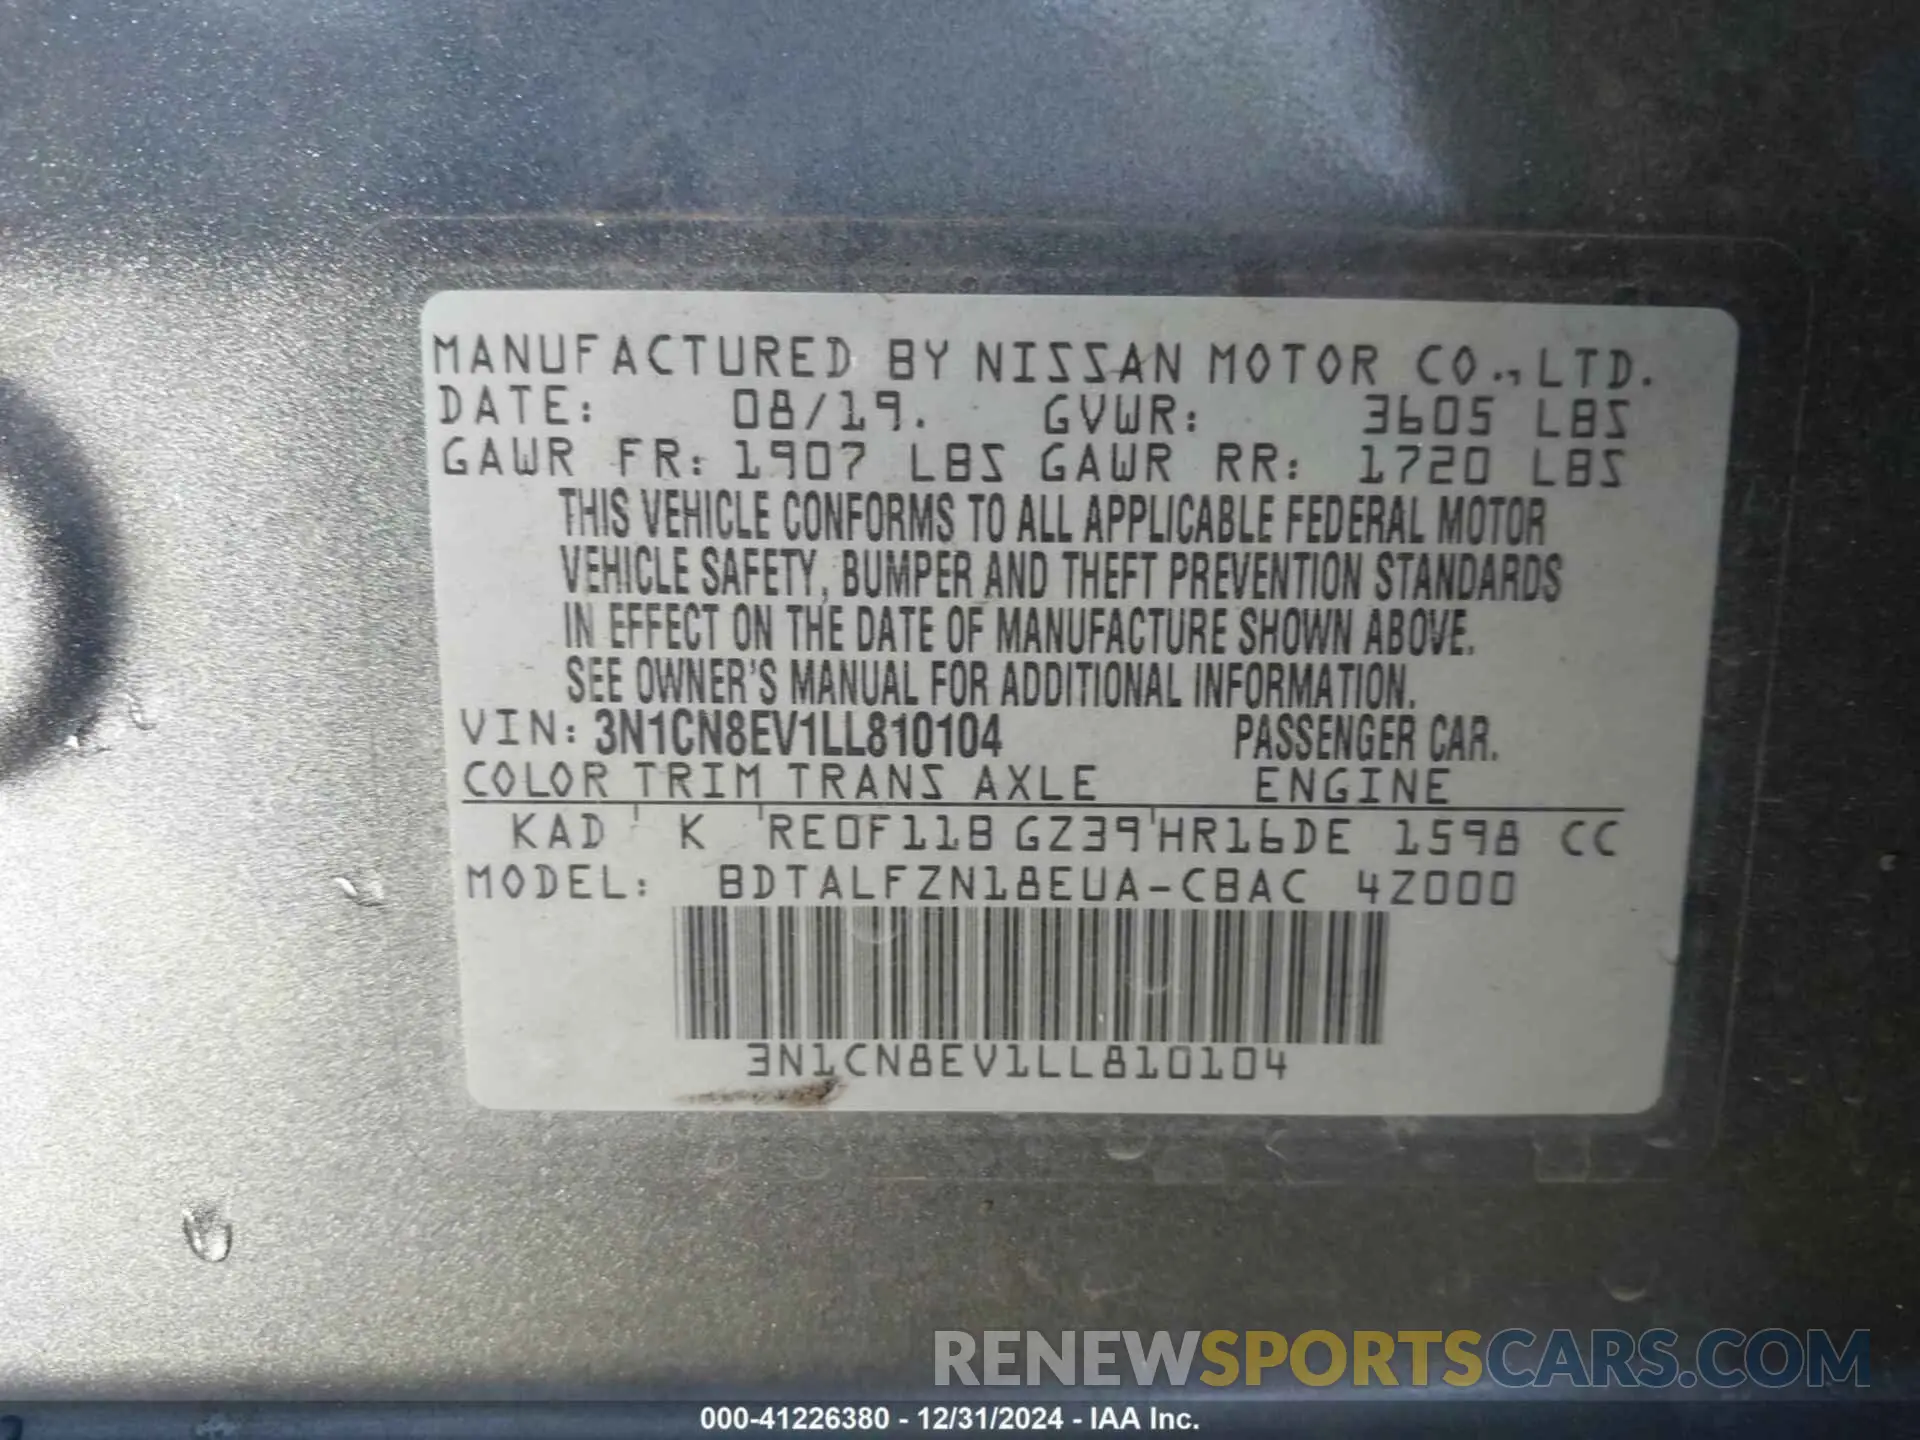 MANUFACTURED BY NISSAN MOTOR CO.,LTD.
DATE: 08/19. GVWR: 3605 LBS
GAWR FR: 1907 LBS GAWR RR: 1720 LBS
THIS VEHICLE CONFORMS TO ALL APPLICABLE FEDERAL MOTOR
VEHICLE SAFETY, BUMPER AND THEFT PREVENTION STANDARDS
IN EFFECT ON THE DATE OF MANUFACTURE SHOWN ABOVE.
SEE OWNER'S MANUAL FOR ADDITIONAL INFORMATION.
VIN: 3N1CN8EV1LL810104 PASSENGER CAR.
COLOR TRIM TRANS AXLE ENGINE
KAD K RE0F11B GZ39 HR16DE 1598 CC
MODEL: BDTALFZN18EUA-CBAC 4Z000
3N1CN8EV1LL810104
RENEWSPORTSCARS.COM
000-41226380 - 12/31/2024 - IAA Inc.